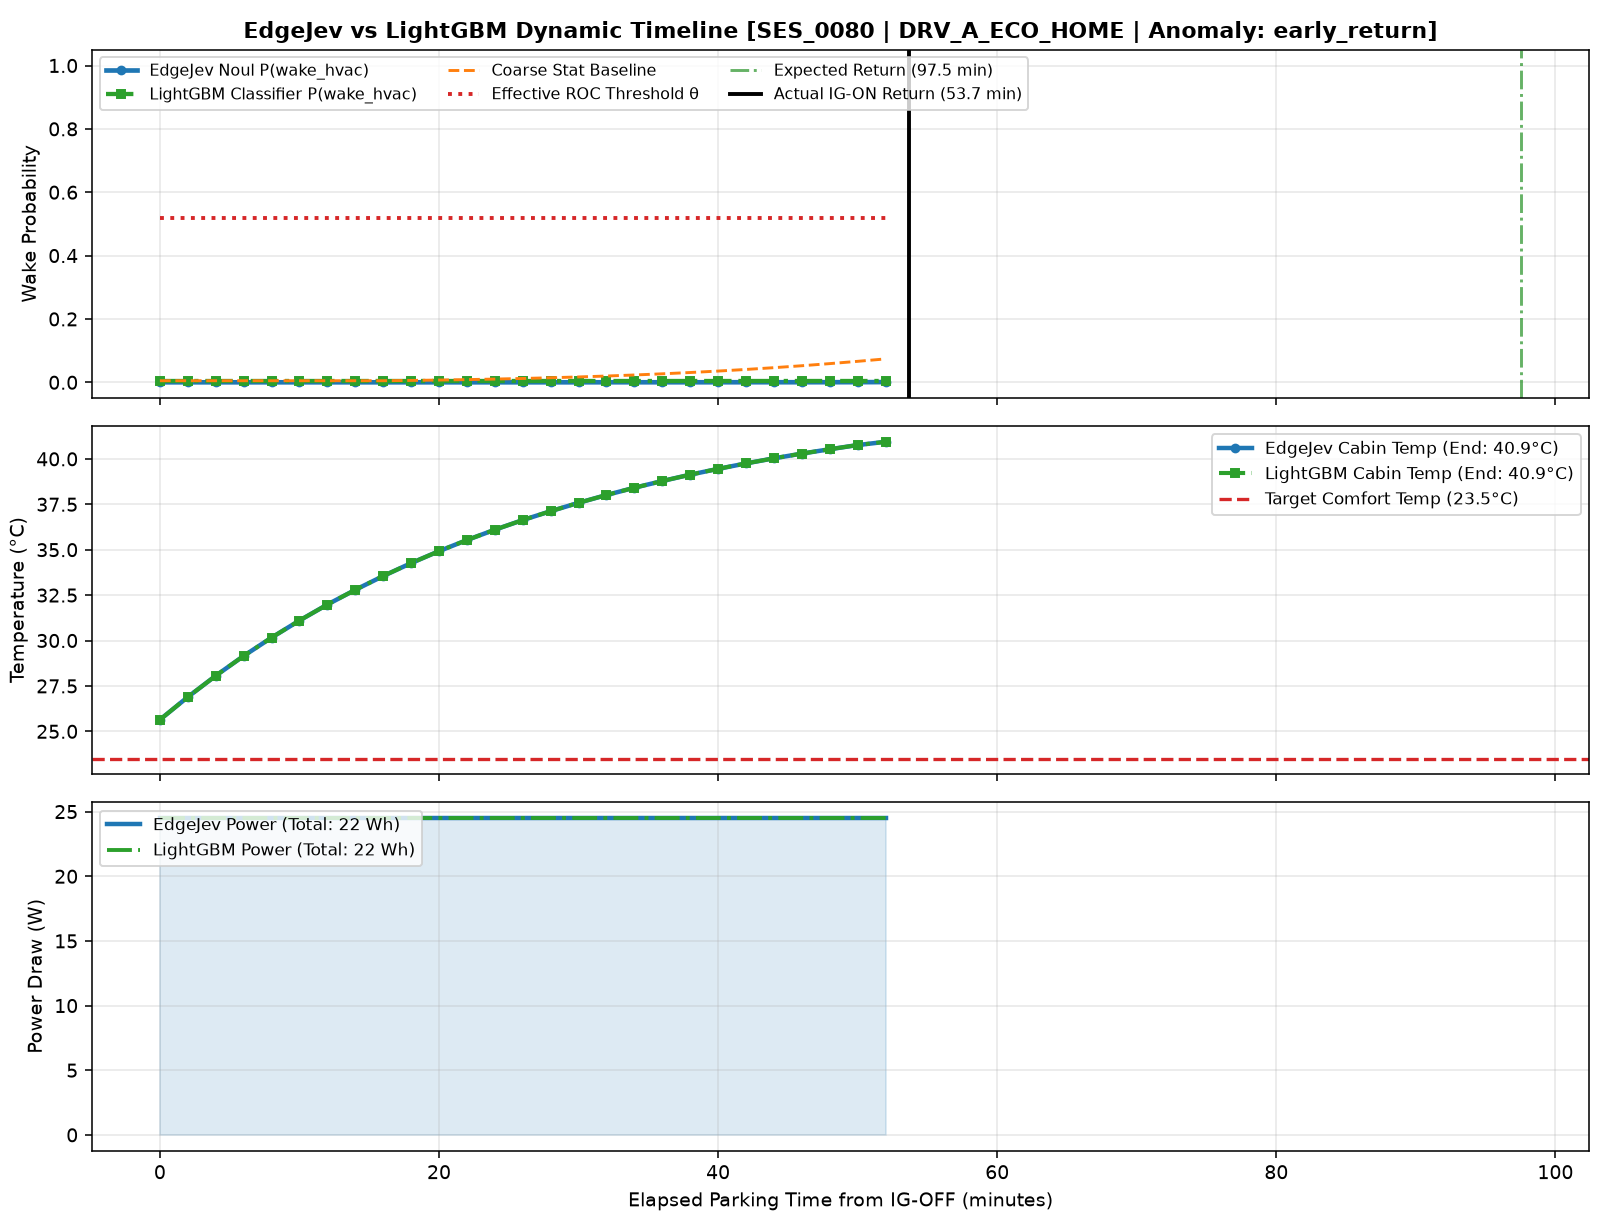 EdgeJev vs LightGBM Dynamic Timeline [SES_0080 | DRV_A_ECO_HOME | Anomaly: early_return]
EdgeJev Noul P(wake_hvac)
LightGBM Classifier P(wake_hvac)
Coarse Stat Baseline
Effective ROC Threshold θ
Expected Return (97.5 min)
Actual IG-ON Return (53.7 min)
Wake Probability
1.0
0.8
0.6
0.4
0.2
0.0
EdgeJev Cabin Temp (End: 40.9°C)
LightGBM Cabin Temp (End: 40.9°C)
Target Comfort Temp (23.5°C)
Temperature (°C)
40.0
37.5
35.0
32.5
30.0
27.5
25.0
EdgeJev Power (Total: 22 Wh)
LightGBM Power (Total: 22 Wh)
Power Draw (W)
25
20
15
10
5
0
0 20 40 60 80 100
Elapsed Parking Time from IG-OFF (minutes)